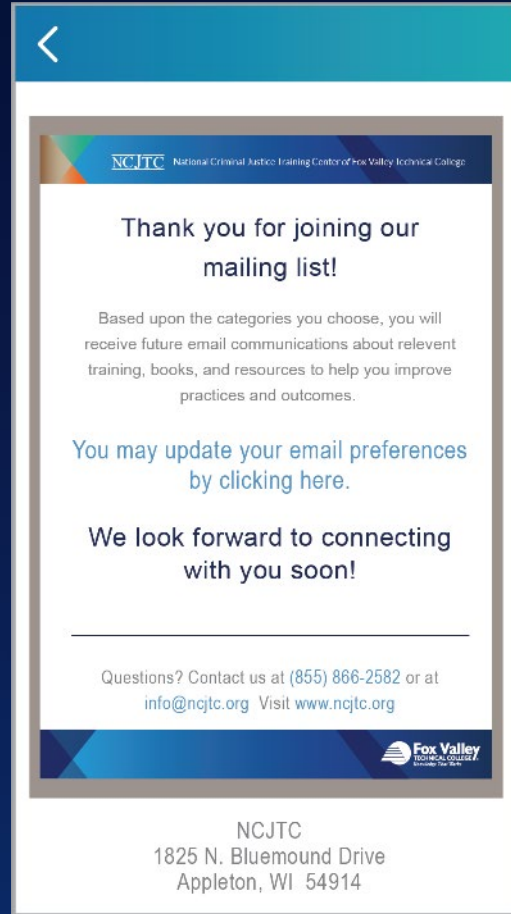 NCJTC National Criminal Justice Training Center of Fox Valley Technical College
Thank you for joining our
mailing list!
Based upon the categories you choose, you will
receive future email communications about relevent
training, books, and resources to help you improve
practices and outcomes.
You may update your email preferences
by clicking here.
We look forward to connecting
with you soon!
Questions? Contact us at (855) 866-2582 or at
info@ncjtc.org Visit www.ncjtc.org
Fox Valley
TECHNICAL COLLEGE
Knowledge That Works
NCJTC
1825 N. Bluemound Drive
Appleton, WI 54914